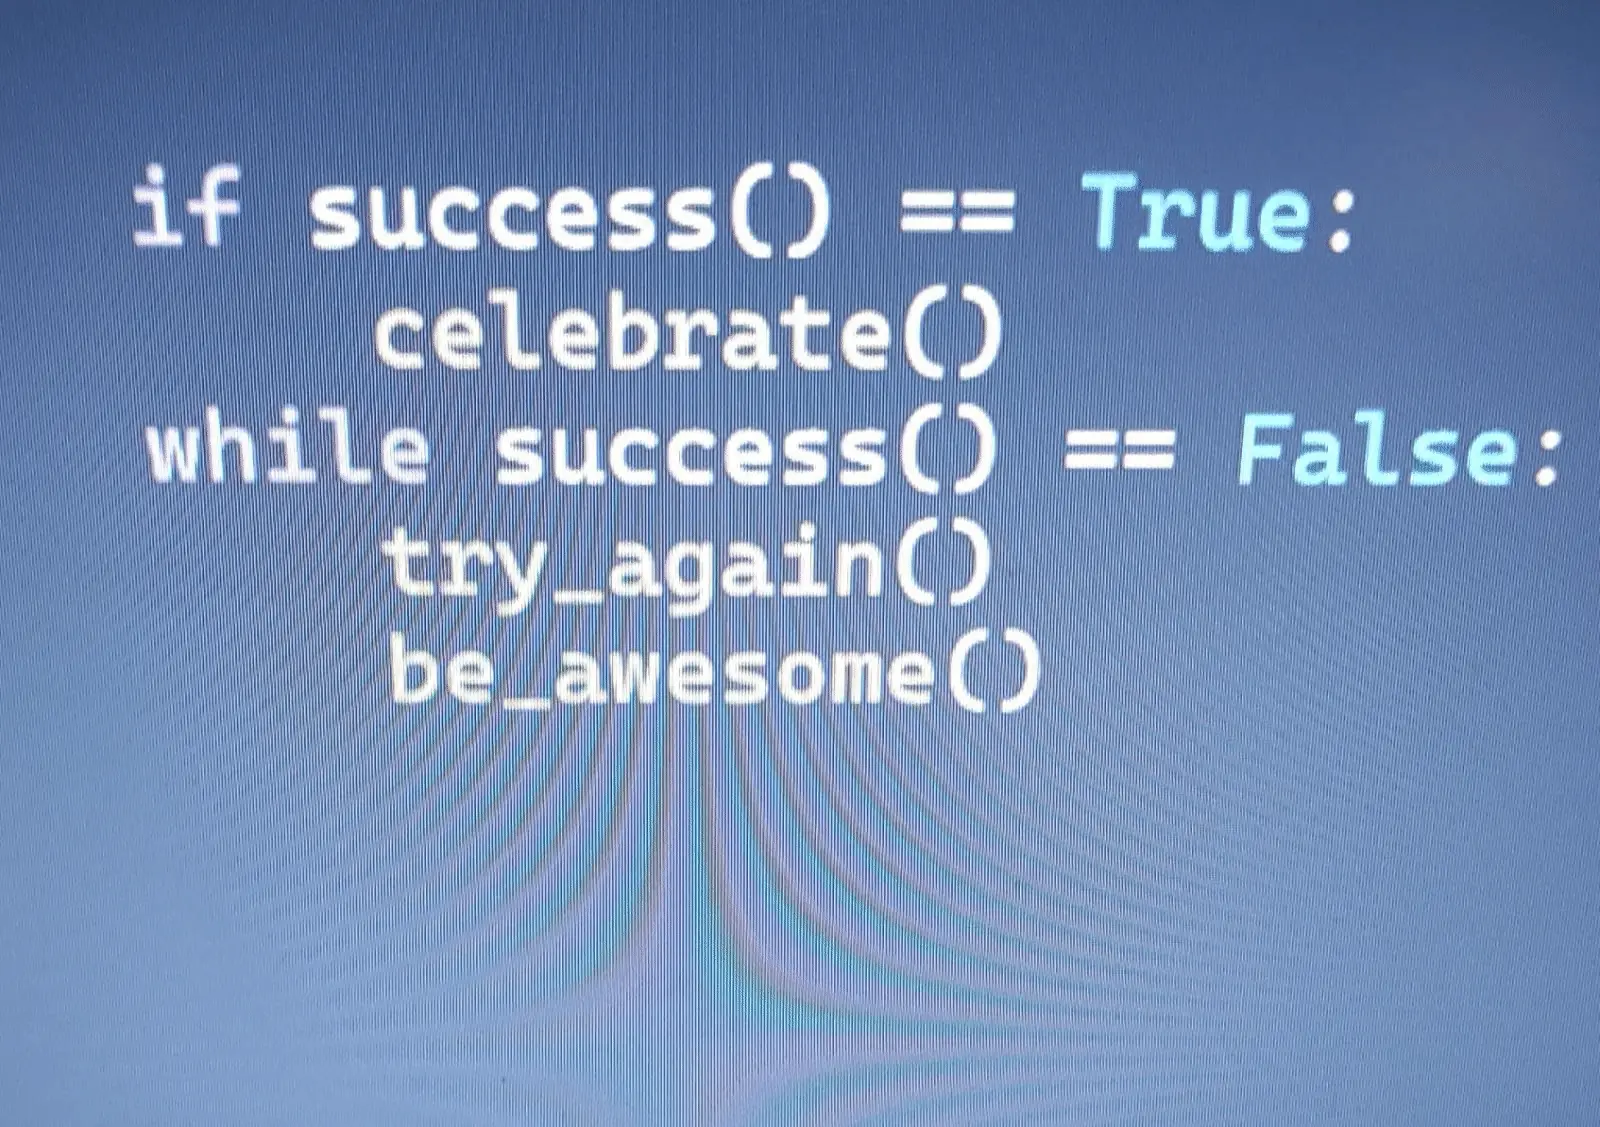 if success() == True:
    celebrate()
while success() == False:
    try_again()
    be_awesome()